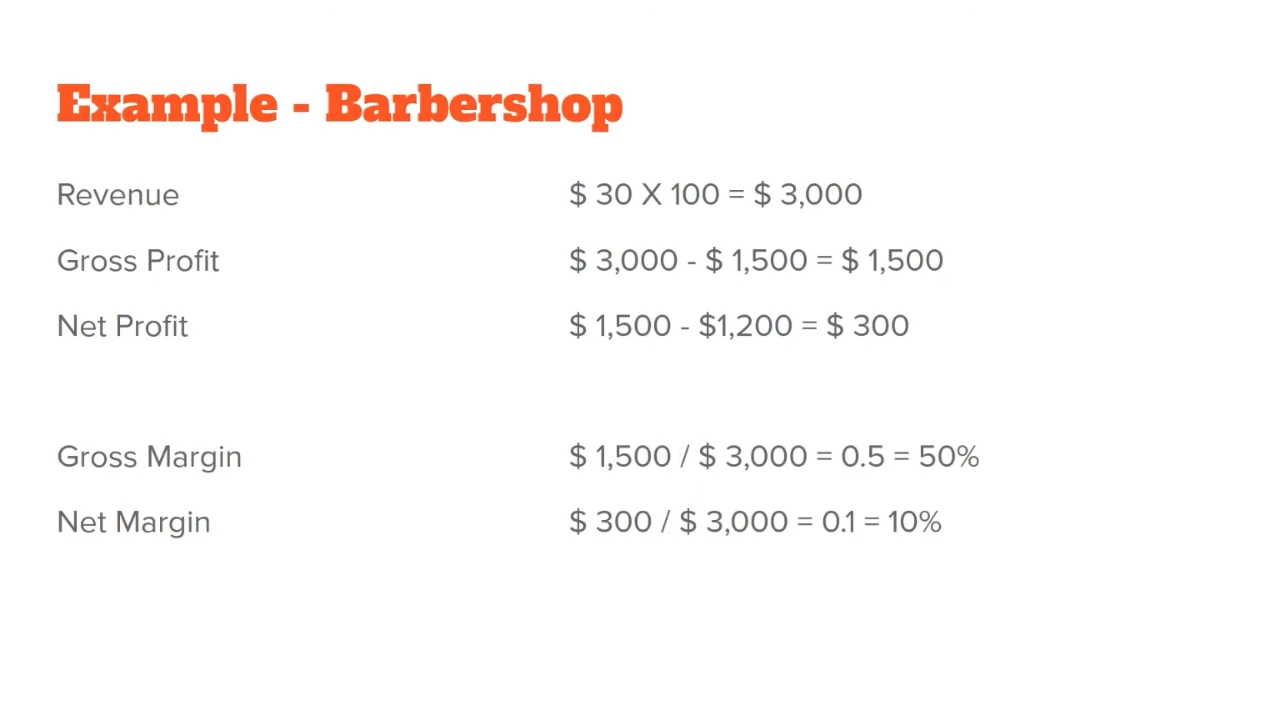 Example - Barbershop
Revenue $ 30 X 100 = $ 3,000
Gross Profit $ 3,000 - $ 1,500 = $ 1,500
Net Profit $ 1,500 - $1,200 = $ 300
Gross Margin $ 1,500 / $ 3,000 = 0.5 = 50%
Net Margin $ 300 / $ 3,000 = 0.1 = 10%